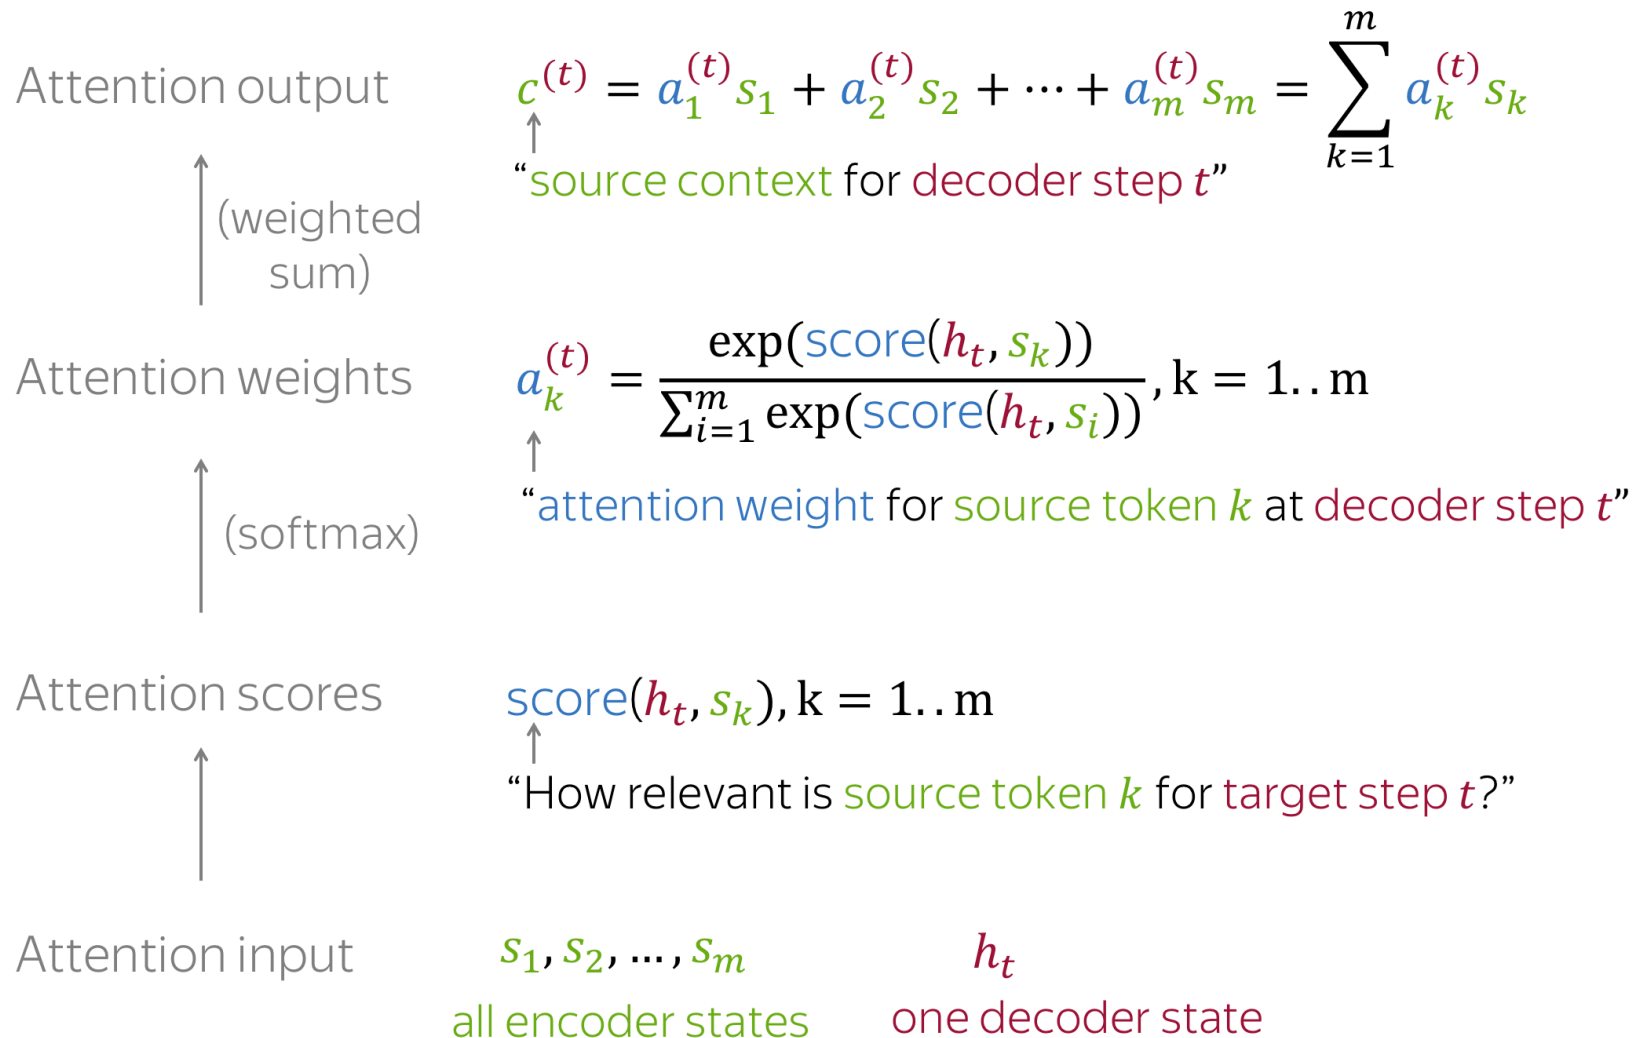 Attention output
c^(t) = a_1^(t) s_1 + a_2^(t) s_2 + ⋯ + a_m^(t) s_m = ∑_{k=1}^{m} a_k^(t) s_k
“source context for decoder step t”
(weighted
sum)
Attention weights
a_k^(t) = exp(score(h_t, s_k)) / ∑_{i=1}^{m} exp(score(h_t, s_i)), k = 1..m
“attention weight for source token k at decoder step t”
(softmax)
Attention scores
score(h_t, s_k), k = 1..m
“How relevant is source token k for target step t?”
Attention input
s_1, s_2, …, s_m h_t
all encoder states one decoder state